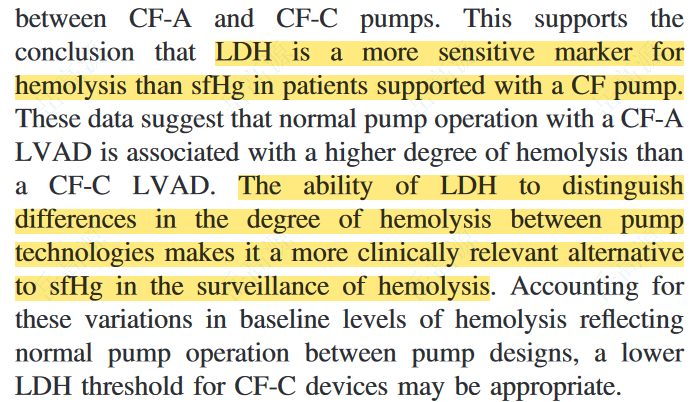 between CF-A and CF-C pumps. This supports the
conclusion that LDH is a more sensitive marker for
hemolysis than sfHg in patients supported with a CF pump.
These data suggest that normal pump operation with a CF-A
LVAD is associated with a higher degree of hemolysis than
a CF-C LVAD. The ability of LDH to distinguish
differences in the degree of hemolysis between pump
technologies makes it a more clinically relevant alternative
to sfHg in the surveillance of hemolysis. Accounting for
these variations in baseline levels of hemolysis reflecting
normal pump operation between pump designs, a lower
LDH threshold for CF-C devices may be appropriate.